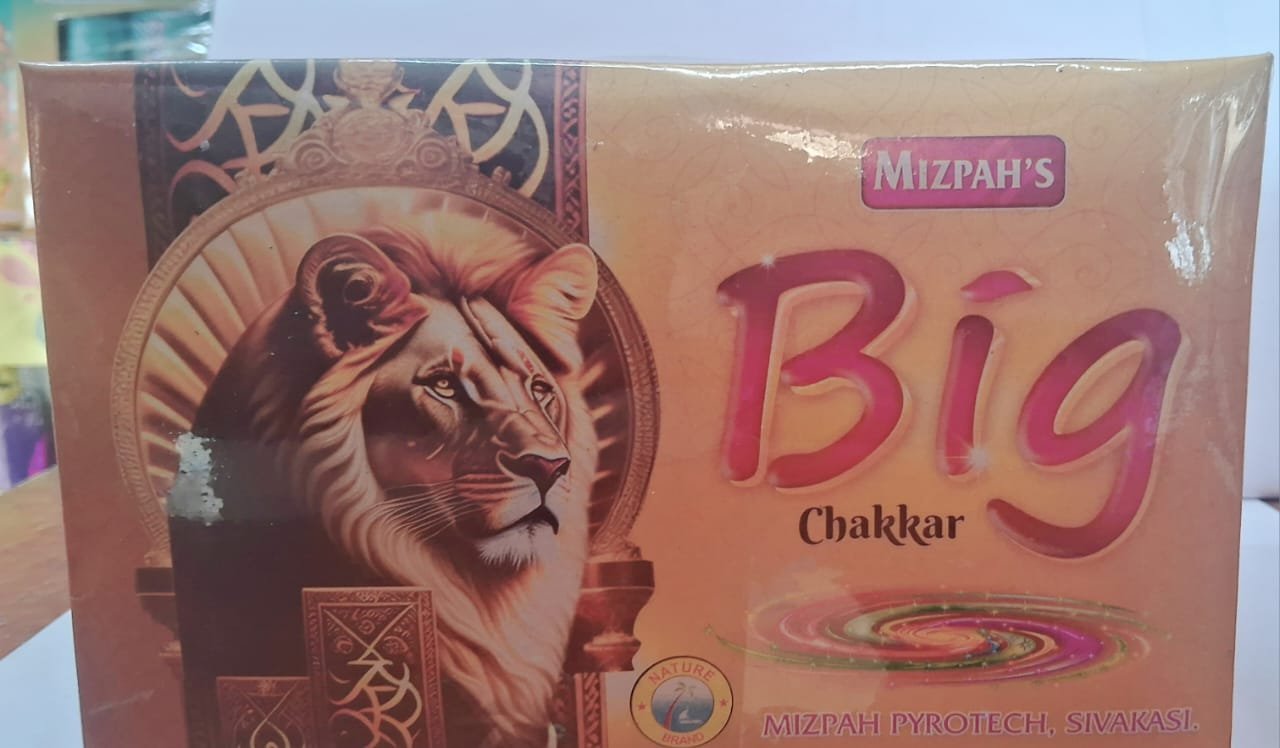 MIZPAH'S
Big
Chakkar
NATURE
BRAND
MIZPAH PYROTECH, SIVAKASI.